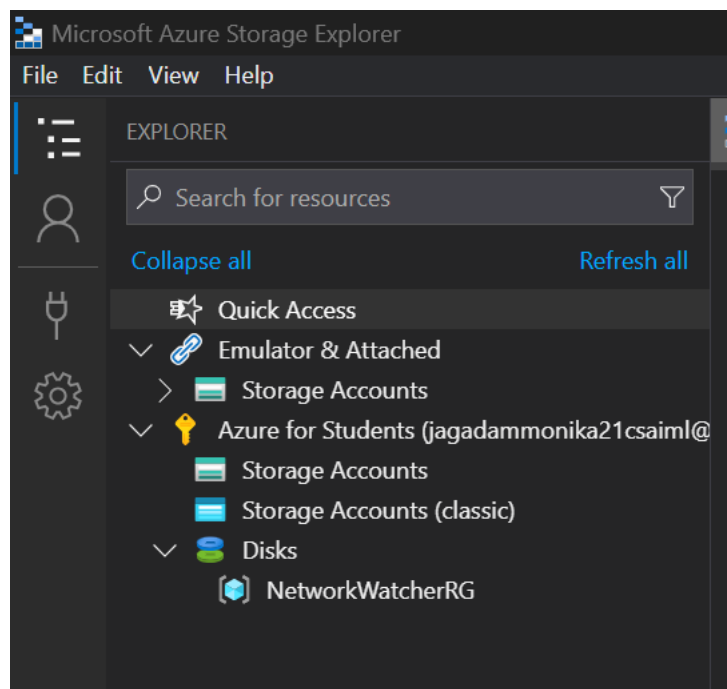 Microsoft Azure Storage Explorer
File Edit View Help
EXPLORER
Search for resources
Collapse all Refresh all
Quick Access
Emulator & Attached
Storage Accounts
Azure for Students (jagadammonika21csaiml@
Storage Accounts
Storage Accounts (classic)
Disks
NetworkWatcherRG